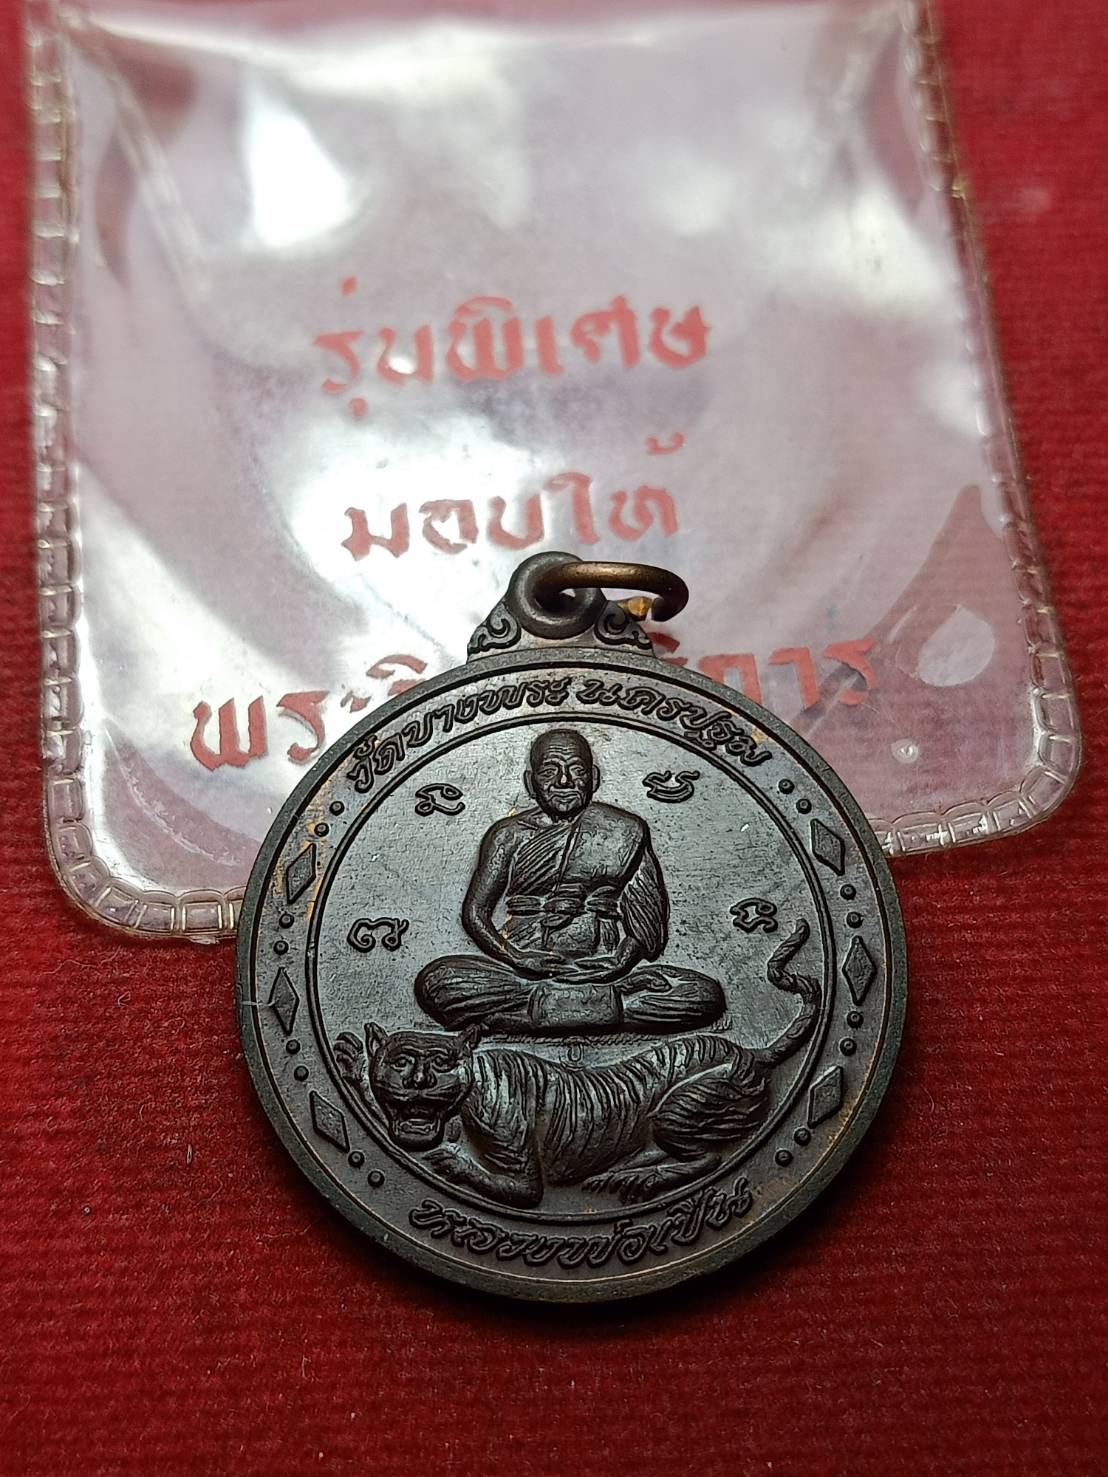 รุ่นพิเศษ
มอบให้
วัดบางพระ นครปฐม
หลวงพ่อเปิ่น